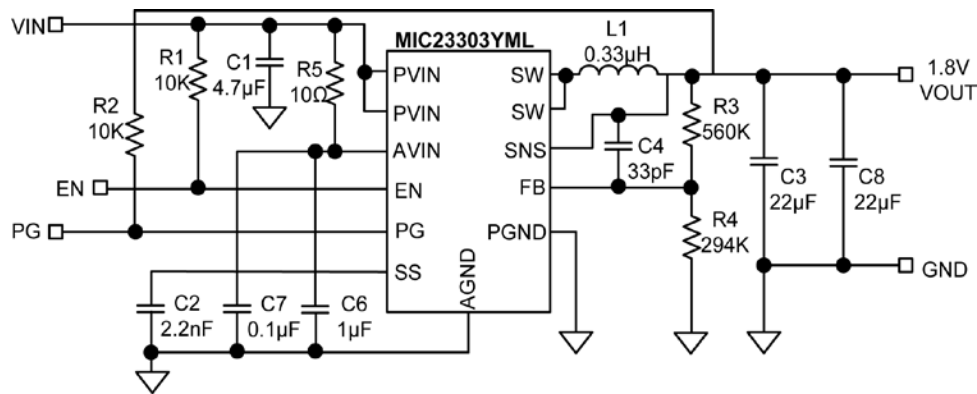 VIN
L1
0.33µH
MIC23303YML
R1
10K
C1
4.7µF
R5
10Ω
PVIN
SW
1.8V
VOUT
R2
10K
PVIN
SW
R3
560K
AVIN
SNS
C4
33pF
C3
22µF
C8
22µF
EN
EN
FB
PG
PG
PGND
R4
294K
SS
AGND
GND
C2
2.2nF
C7
0.1µF
C6
1µF